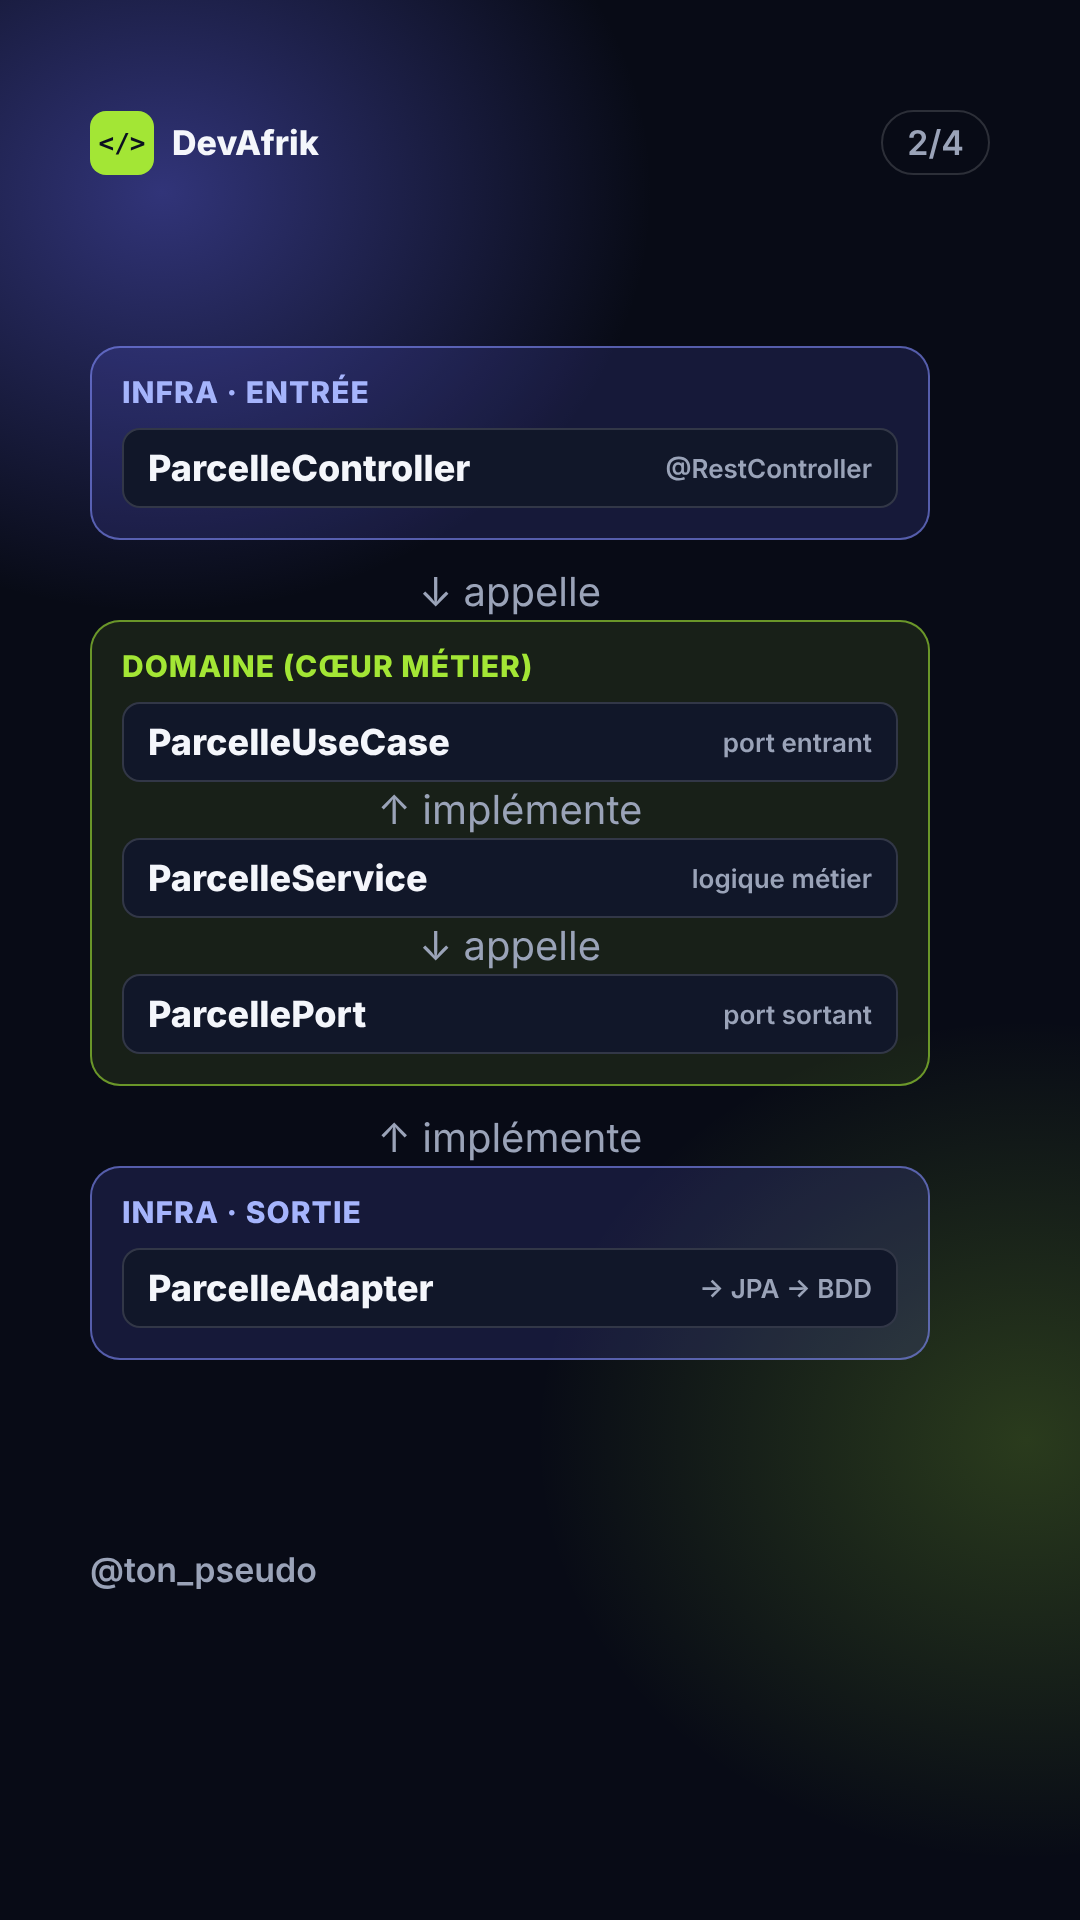 </> DevAfrik 2/4
INFRA · ENTRÉE
ParcelleController @RestController
↓ appelle
DOMAINE (CŒUR MÉTIER)
ParcelleUseCase port entrant
↑ implémente
ParcelleService logique métier
↓ appelle
ParcellePort port sortant
↑ implémente
INFRA · SORTIE
ParcelleAdapter → JPA → BDD
@ton_pseudo